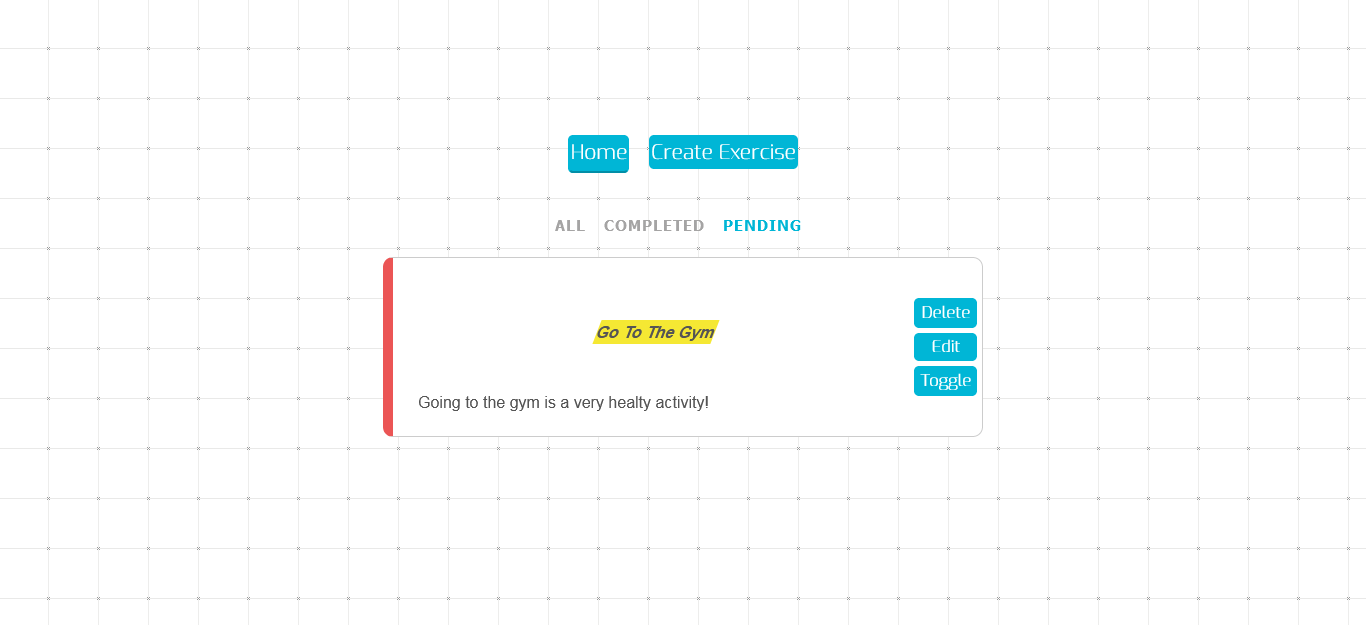 Home Create Exercise
ALL COMPLETED PENDING
Go To The Gym
Delete
Edit
Toggle
Going to the gym is a very healty activity!